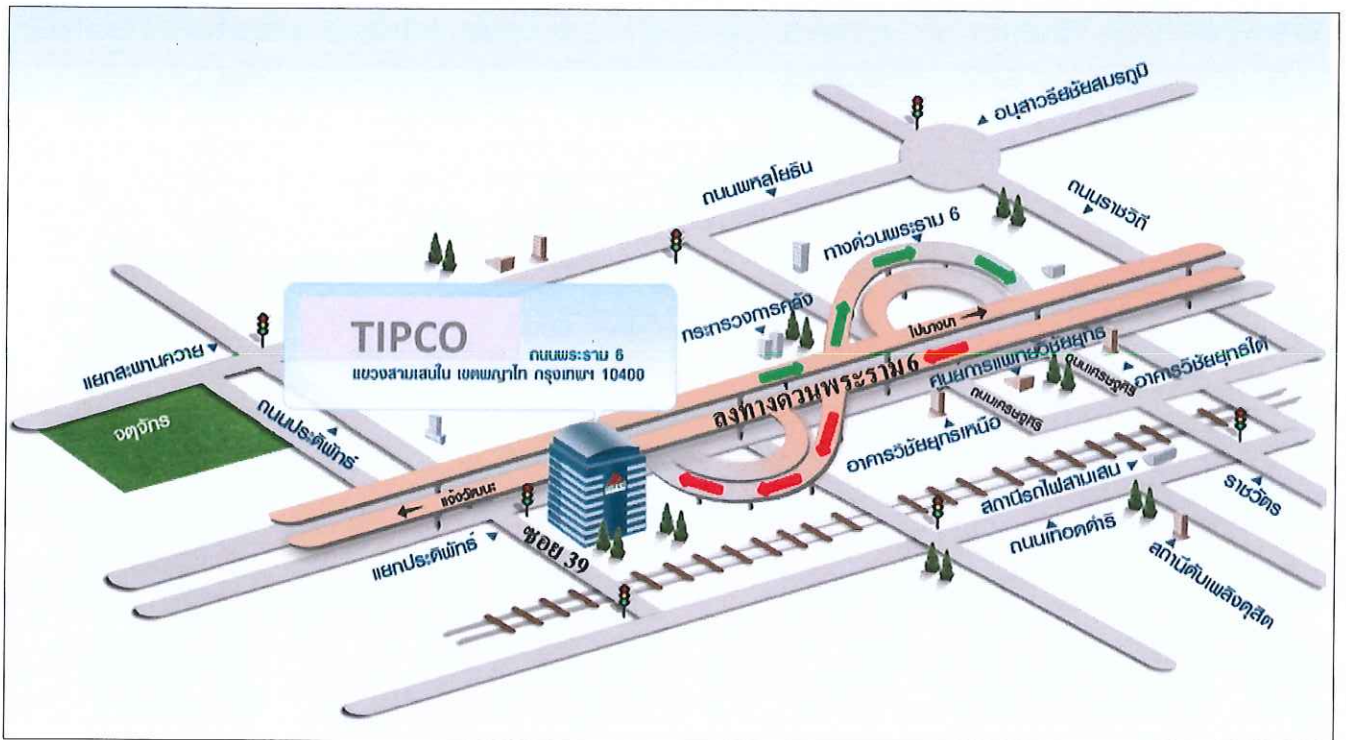 อนุสาวรีย์ชัยสมรภูมิ
ถนนพหลโยธิน
ถนนราชวิถี
ทางด่วนพระราม 6
กระทรวงการคลัง
ไปบางนา
TIPCO
ถนนพระราม 6
แขวงสามเสนใน เขตพญาไท กรุงเทพฯ 10400
แยกสะพานควาย
จตุจักร
ถนนประดิพัทธ์
ลงทางด่วนพระราม6
ศูนย์การแพทย์วิชัยยุทธ
ถนนเศรษฐศิริ
อาคารวิชัยยุทธใต้
ถนนเศรษฐศิริ
อาคารวิชัยยุทธเหนือ
แจ้งวัฒนะ
แยกประดิพัทธ์
ซอย 39
สถานีรถไฟสามเสน
ราชวัตร
ถนนเทอดดำริ
สถานีดับเพลิงดุสิต